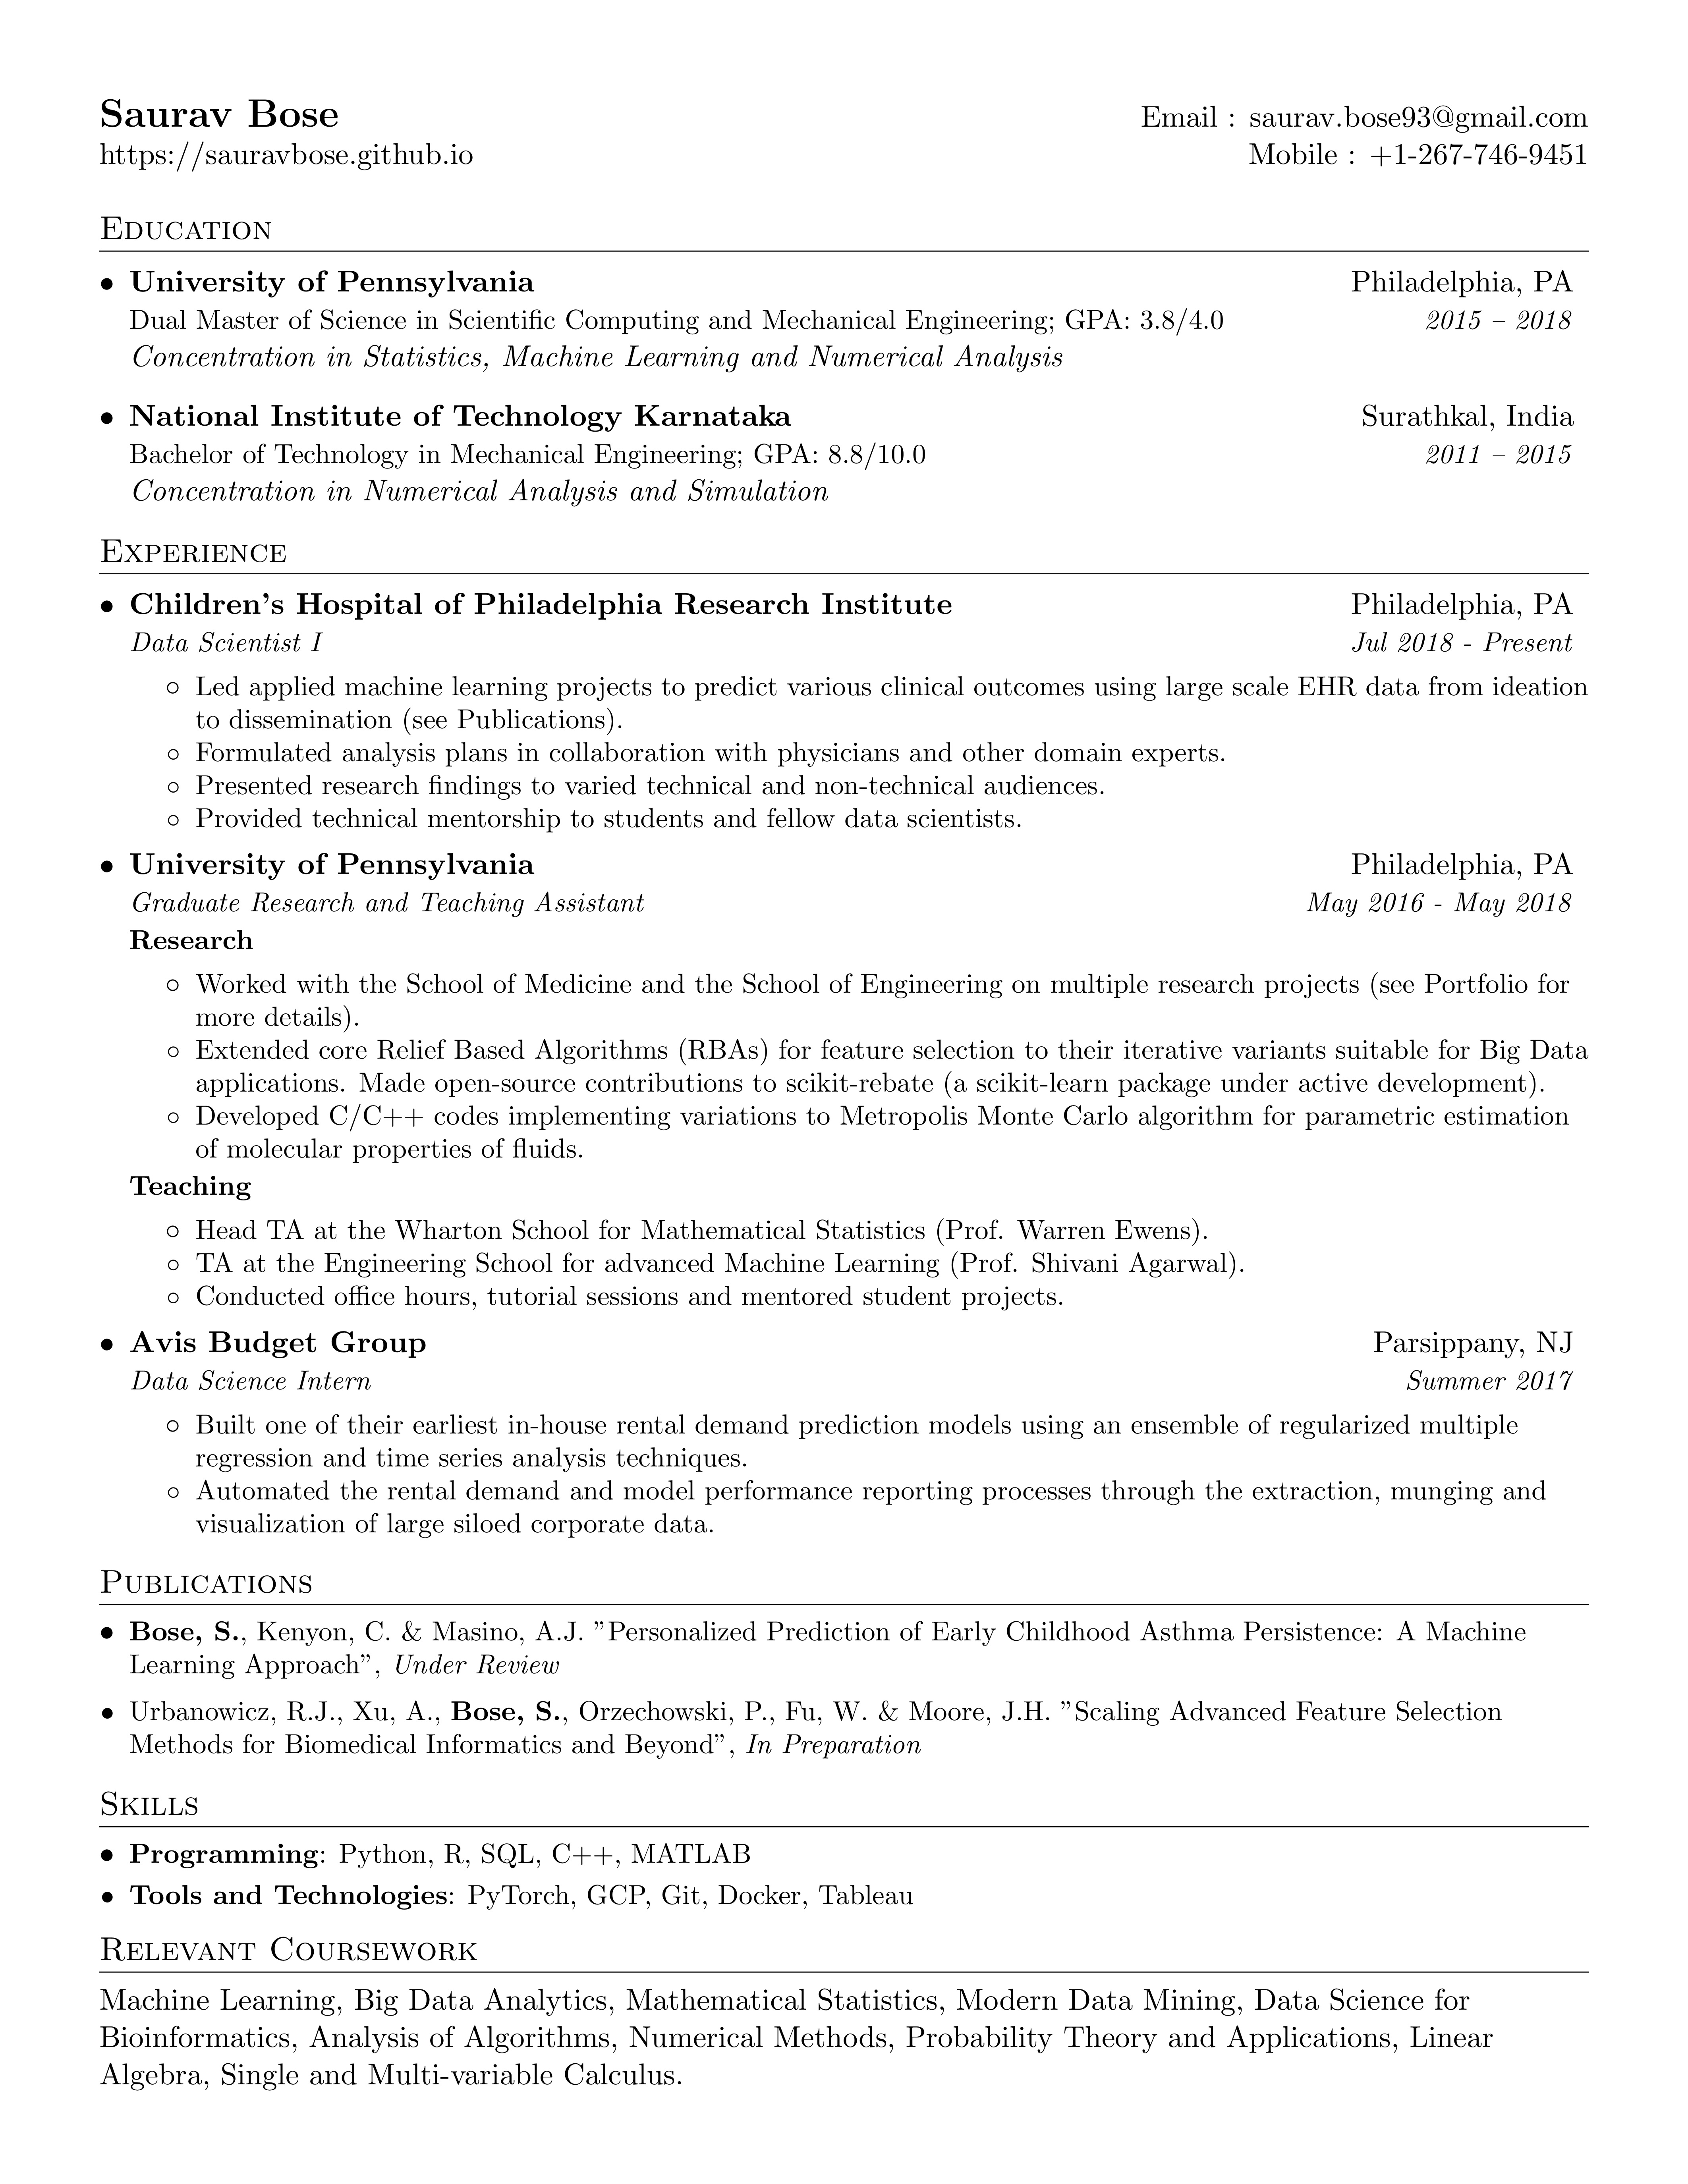 Saurav Bose
Email : saurav.bose93@gmail.com
https://sauravbose.github.io
Mobile : +1-267-746-9451
Education
• University of Pennsylvania
Philadelphia, PA
Dual Master of Science in Scientific Computing and Mechanical Engineering; GPA: 3.8/4.0
2015 – 2018
Concentration in Statistics, Machine Learning and Numerical Analysis
• National Institute of Technology Karnataka
Surathkal, India
Bachelor of Technology in Mechanical Engineering; GPA: 8.8/10.0
2011 – 2015
Concentration in Numerical Analysis and Simulation
Experience
• Children's Hospital of Philadelphia Research Institute
Philadelphia, PA
Data Scientist I
Jul 2018 - Present
◦ Led applied machine learning projects to predict various clinical outcomes using large scale EHR data from ideation
to dissemination (see Publications).
◦ Formulated analysis plans in collaboration with physicians and other domain experts.
◦ Presented research findings to varied technical and non-technical audiences.
◦ Provided technical mentorship to students and fellow data scientists.
• University of Pennsylvania
Philadelphia, PA
Graduate Research and Teaching Assistant
May 2016 - May 2018
Research
◦ Worked with the School of Medicine and the School of Engineering on multiple research projects (see Portfolio for
more details).
◦ Extended core Relief Based Algorithms (RBAs) for feature selection to their iterative variants suitable for Big Data
applications. Made open-source contributions to scikit-rebate (a scikit-learn package under active development).
◦ Developed C/C++ codes implementing variations to Metropolis Monte Carlo algorithm for parametric estimation
of molecular properties of fluids.
Teaching
◦ Head TA at the Wharton School for Mathematical Statistics (Prof. Warren Ewens).
◦ TA at the Engineering School for advanced Machine Learning (Prof. Shivani Agarwal).
◦ Conducted office hours, tutorial sessions and mentored student projects.
• Avis Budget Group
Parsippany, NJ
Data Science Intern
Summer 2017
◦ Built one of their earliest in-house rental demand prediction models using an ensemble of regularized multiple
regression and time series analysis techniques.
◦ Automated the rental demand and model performance reporting processes through the extraction, munging and
visualization of large siloed corporate data.
Publications
• Bose, S., Kenyon, C. & Masino, A.J. ”Personalized Prediction of Early Childhood Asthma Persistence: A Machine
Learning Approach”, Under Review
• Urbanowicz, R.J., Xu, A., Bose, S., Orzechowski, P., Fu, W. & Moore, J.H. ”Scaling Advanced Feature Selection
Methods for Biomedical Informatics and Beyond”, In Preparation
Skills
• Programming: Python, R, SQL, C++, MATLAB
• Tools and Technologies: PyTorch, GCP, Git, Docker, Tableau
Relevant Coursework
Machine Learning, Big Data Analytics, Mathematical Statistics, Modern Data Mining, Data Science for
Bioinformatics, Analysis of Algorithms, Numerical Methods, Probability Theory and Applications, Linear
Algebra, Single and Multi-variable Calculus.